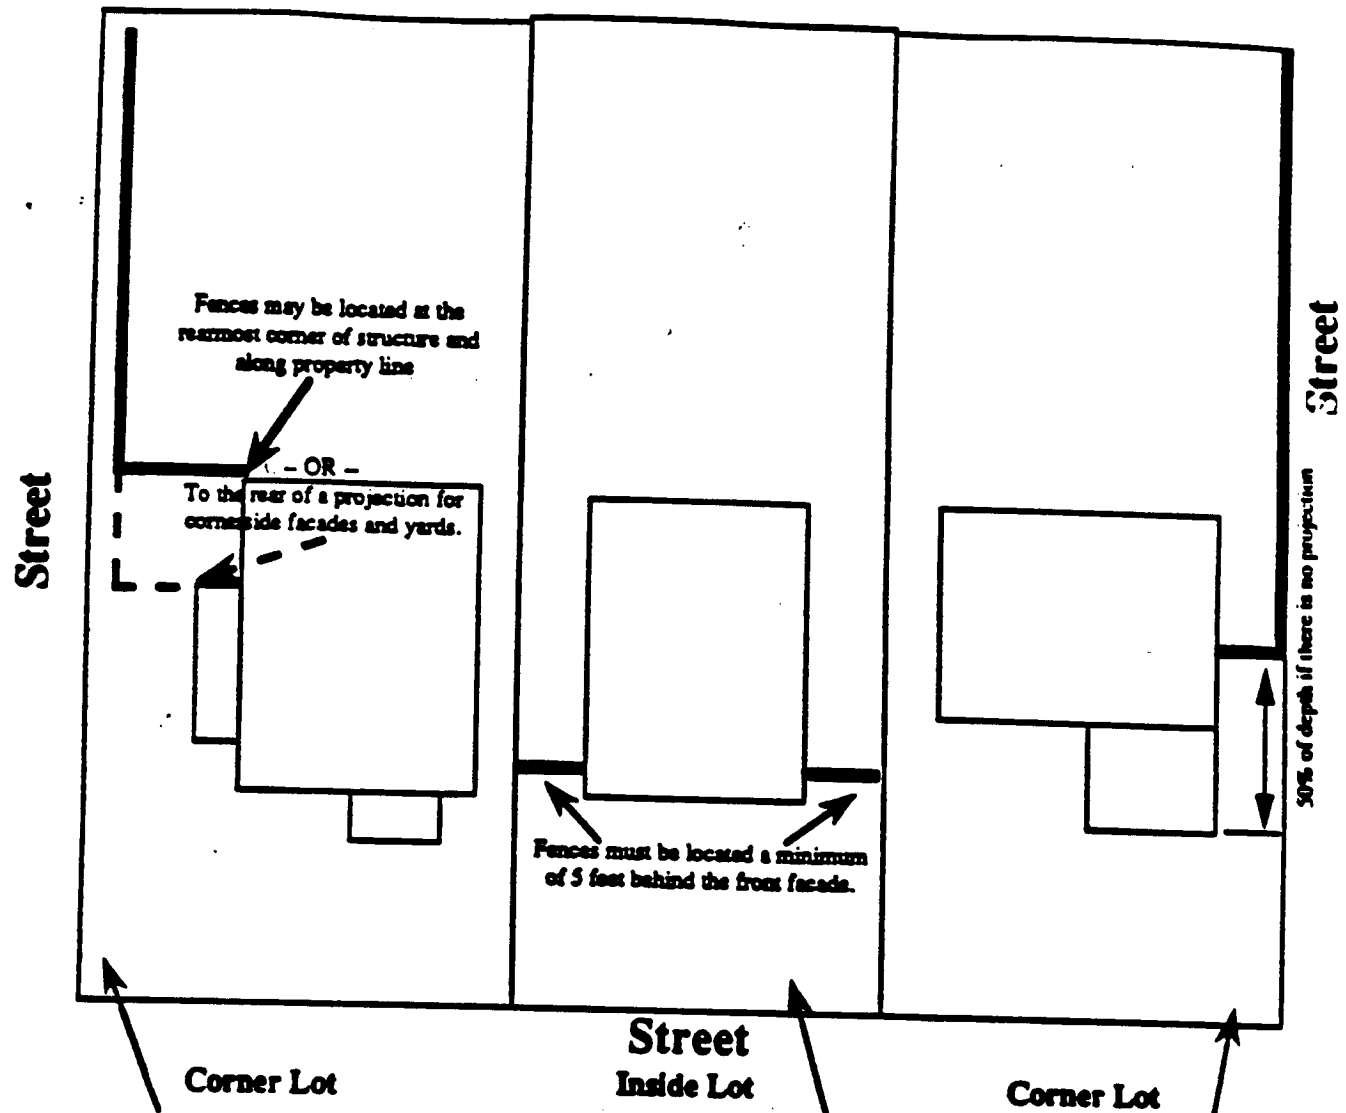 Fences may be located at the
rearmost corner of structure and
along property line
– OR –
To the rear of a projection for
cornerside facades and yards.
Street
Street
50% of depth if there is no projection
Fences must be located a minimum
of 5 feet behind the front facade.
Street
Corner Lot
Inside Lot
Corner Lot